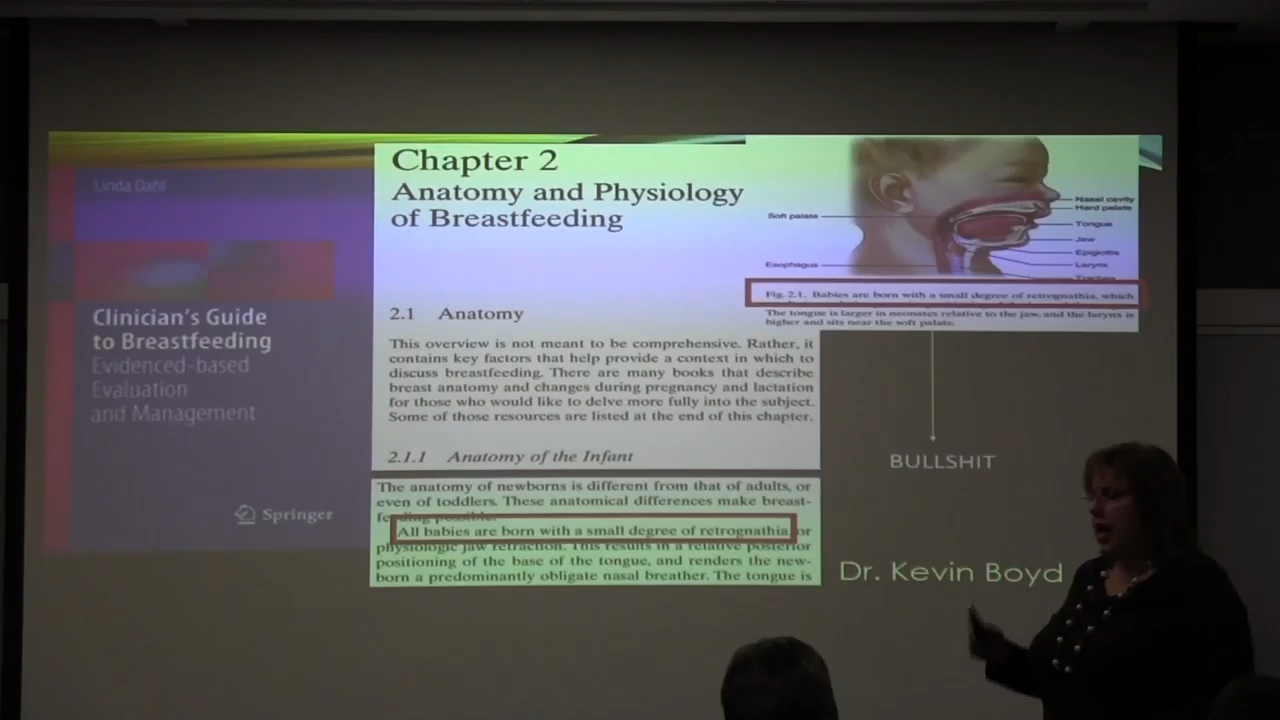 Linda Dahl
Clinician's Guide
to Breastfeeding
Evidenced-based
Evaluation
and Management
Springer
Chapter 2
Anatomy and Physiology
of Breastfeeding
2.1 Anatomy
This overview is not meant to be comprehensive. Rather, it
contains key factors that help provide a context in which to
discuss breastfeeding. There are many books that describe
breast anatomy and changes during pregnancy and lactation
for those who would like to delve more fully into the subject.
Some of those resources are listed at the end of this chapter.
2.1.1 Anatomy of the Infant
The anatomy of newborns is different from that of adults, or
even of toddlers. These anatomical differences make breast-
feeding possible.
All babies are born with a small degree of retrognathia, or
physiologic jaw retraction. This results in a relative posterior
positioning of the base of the tongue, and renders the new-
born a predominantly obligate nasal breather. The tongue is
Soft palate
Esophagus
Nasal cavity
Hard palate
Tongue
Jaw
Epiglottis
Larynx
Trachea
Fig. 2.1. Babies are born with a small degree of retrognathia, which
The tongue is larger in neonates relative to the jaw, and the larynx is
higher and sits near the soft palate.
BULLSHIT
Dr. Kevin Boyd